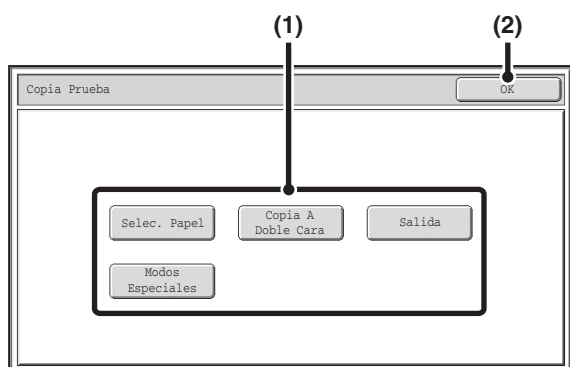 (1) (2)
Copia Prueba OK
Selec. Papel
Copia A
Doble Cara
Salida
Modos
Especiales